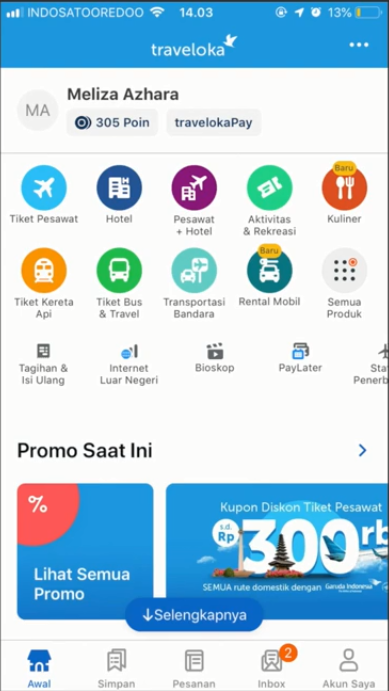 INDOSATOOREDOO 14.03 13%
traveloka
MA
Meliza Azhara
305 Poin travelokaPay
Baru
Tiket Pesawat Hotel Pesawat + Hotel Aktivitas & Rekreasi Kuliner
Baru
Tiket Kereta Api Tiket Bus & Travel Transportasi Bandara Rental Mobil Semua Produk
Tagihan & Isi Ulang Internet Luar Negeri Bioskop PayLater Sta Penerb
Promo Saat Ini
%
Lihat Semua
Promo
Kupon Diskon Tiket Pesawat
s.d.
Rp 300rb
SEMUA rute domestik dengan Garuda Indonesia
↓Selengkapnya
2
Awal Simpan Pesanan Inbox Akun Saya